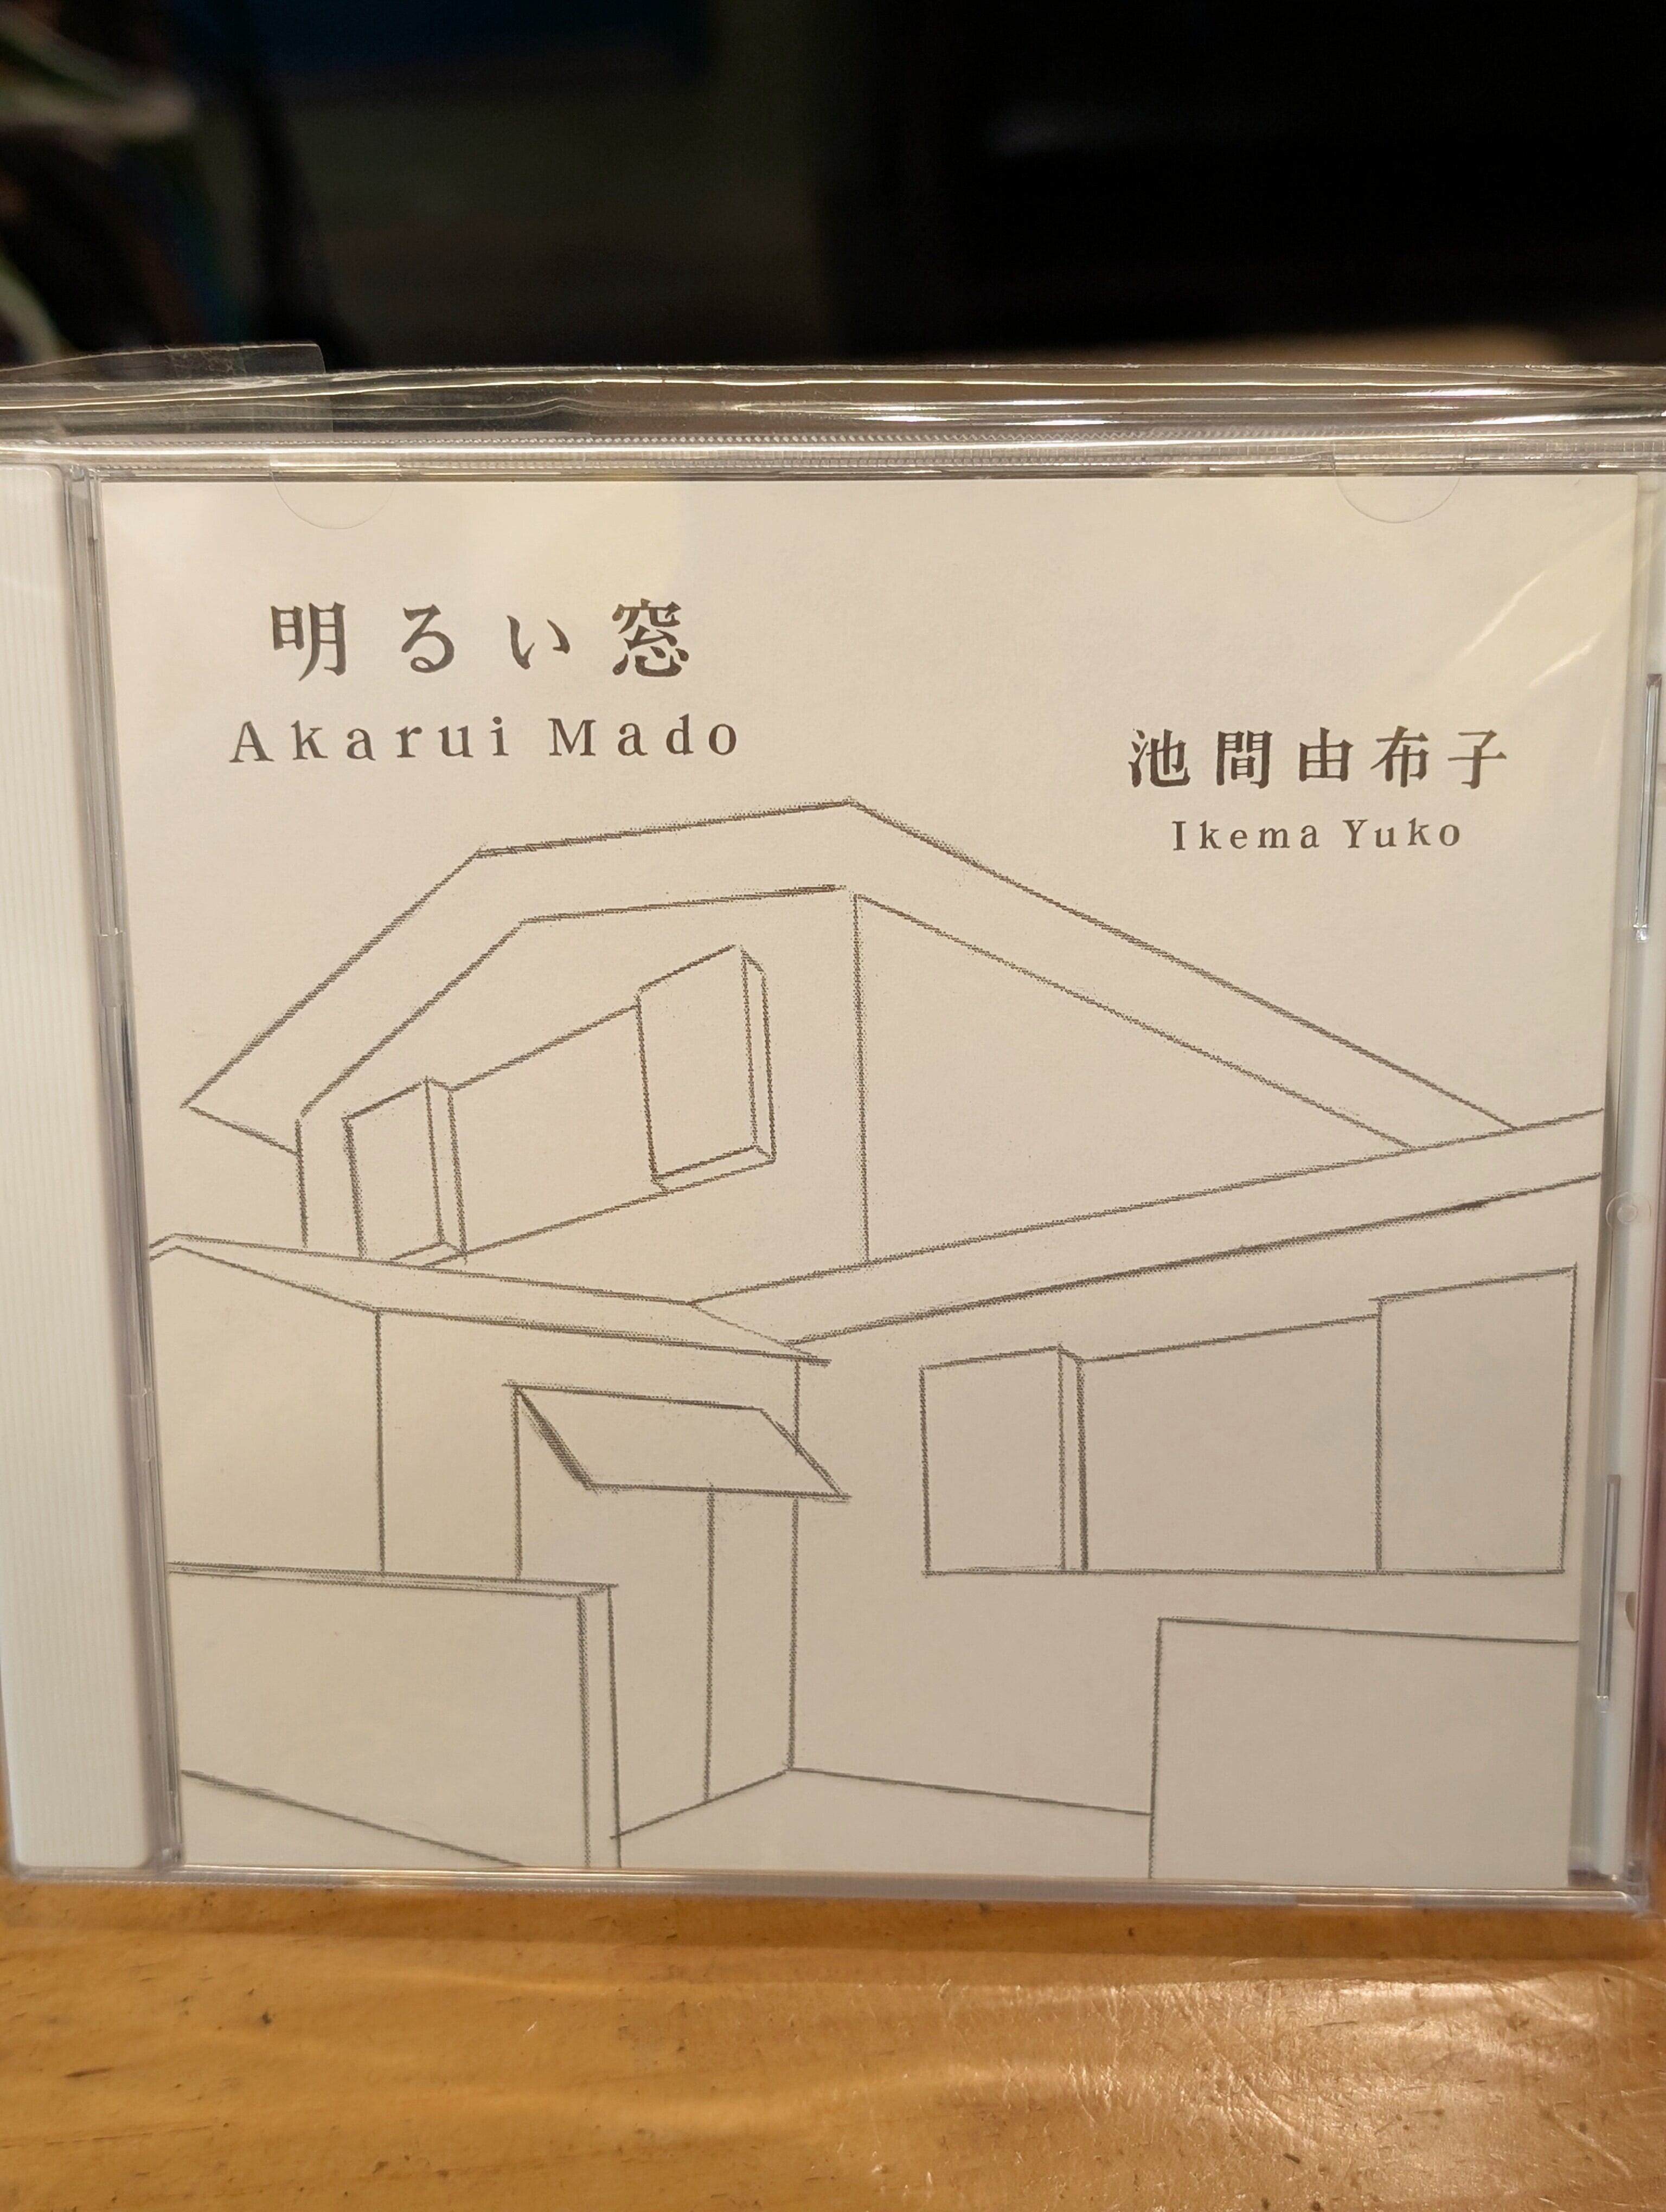 明るい窓
Akarui Mado
池間由布子
Ikema Yuko